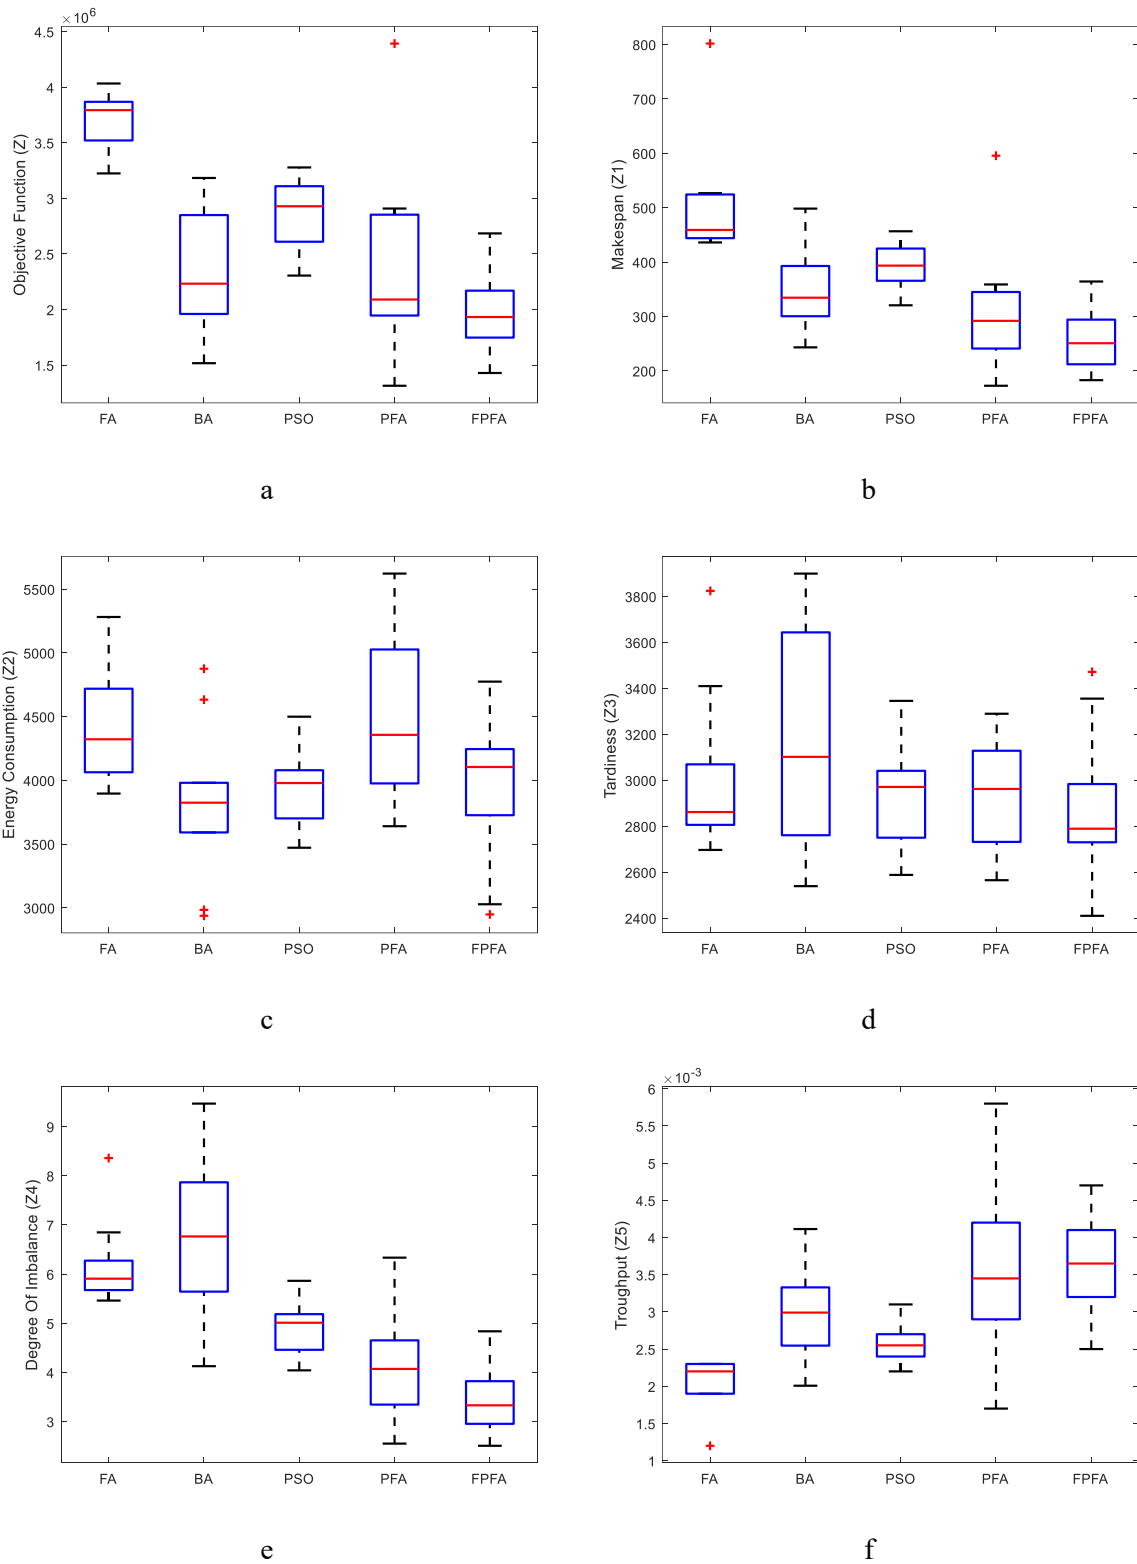 ×10^6
4.5
4
3.5
3
2.5
2
1.5
Objective Function (Z)
FA BA PSO PFA FPFA
a
800
700
600
500
400
300
200
Makespan (Z1)
FA BA PSO PFA FPFA
b
5500
5000
4500
4000
3500
3000
Energy Consumption (Z2)
FA BA PSO PFA FPFA
c
3800
3600
3400
3200
3000
2800
2600
2400
Tardiness (Z3)
FA BA PSO PFA FPFA
d
9
8
7
6
5
4
3
Degree Of Imbalance (Z4)
FA BA PSO PFA FPFA
e
×10^-3
6
5.5
5
4.5
4
3.5
3
2.5
2
1.5
1
Troughput (Z5)
FA BA PSO PFA FPFA
f